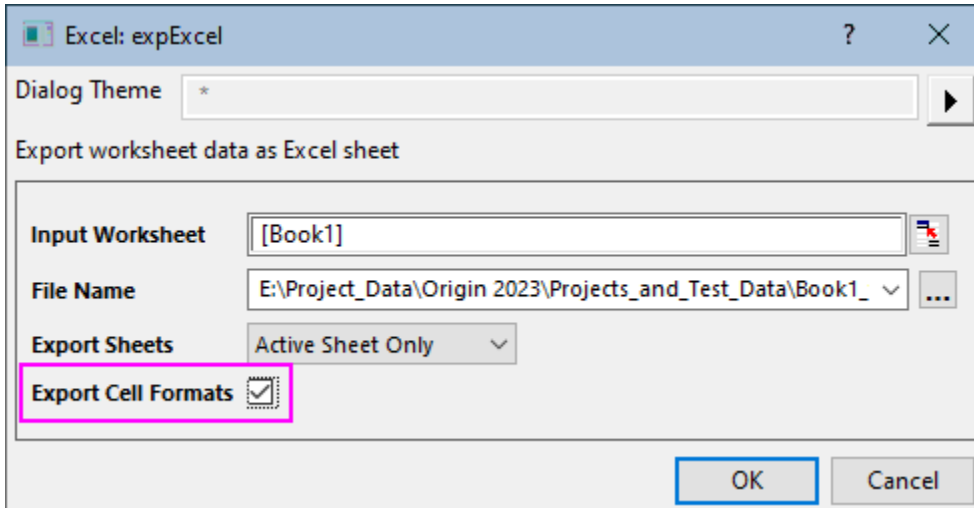 Excel: expExcel ?
Dialog Theme *
Export worksheet data as Excel sheet
Input Worksheet [Book1]
File Name E:\Project_Data\Origin 2023\Projects_and_Test_Data\Book1_ ...
Export Sheets Active Sheet Only
Export Cell Formats
OK Cancel